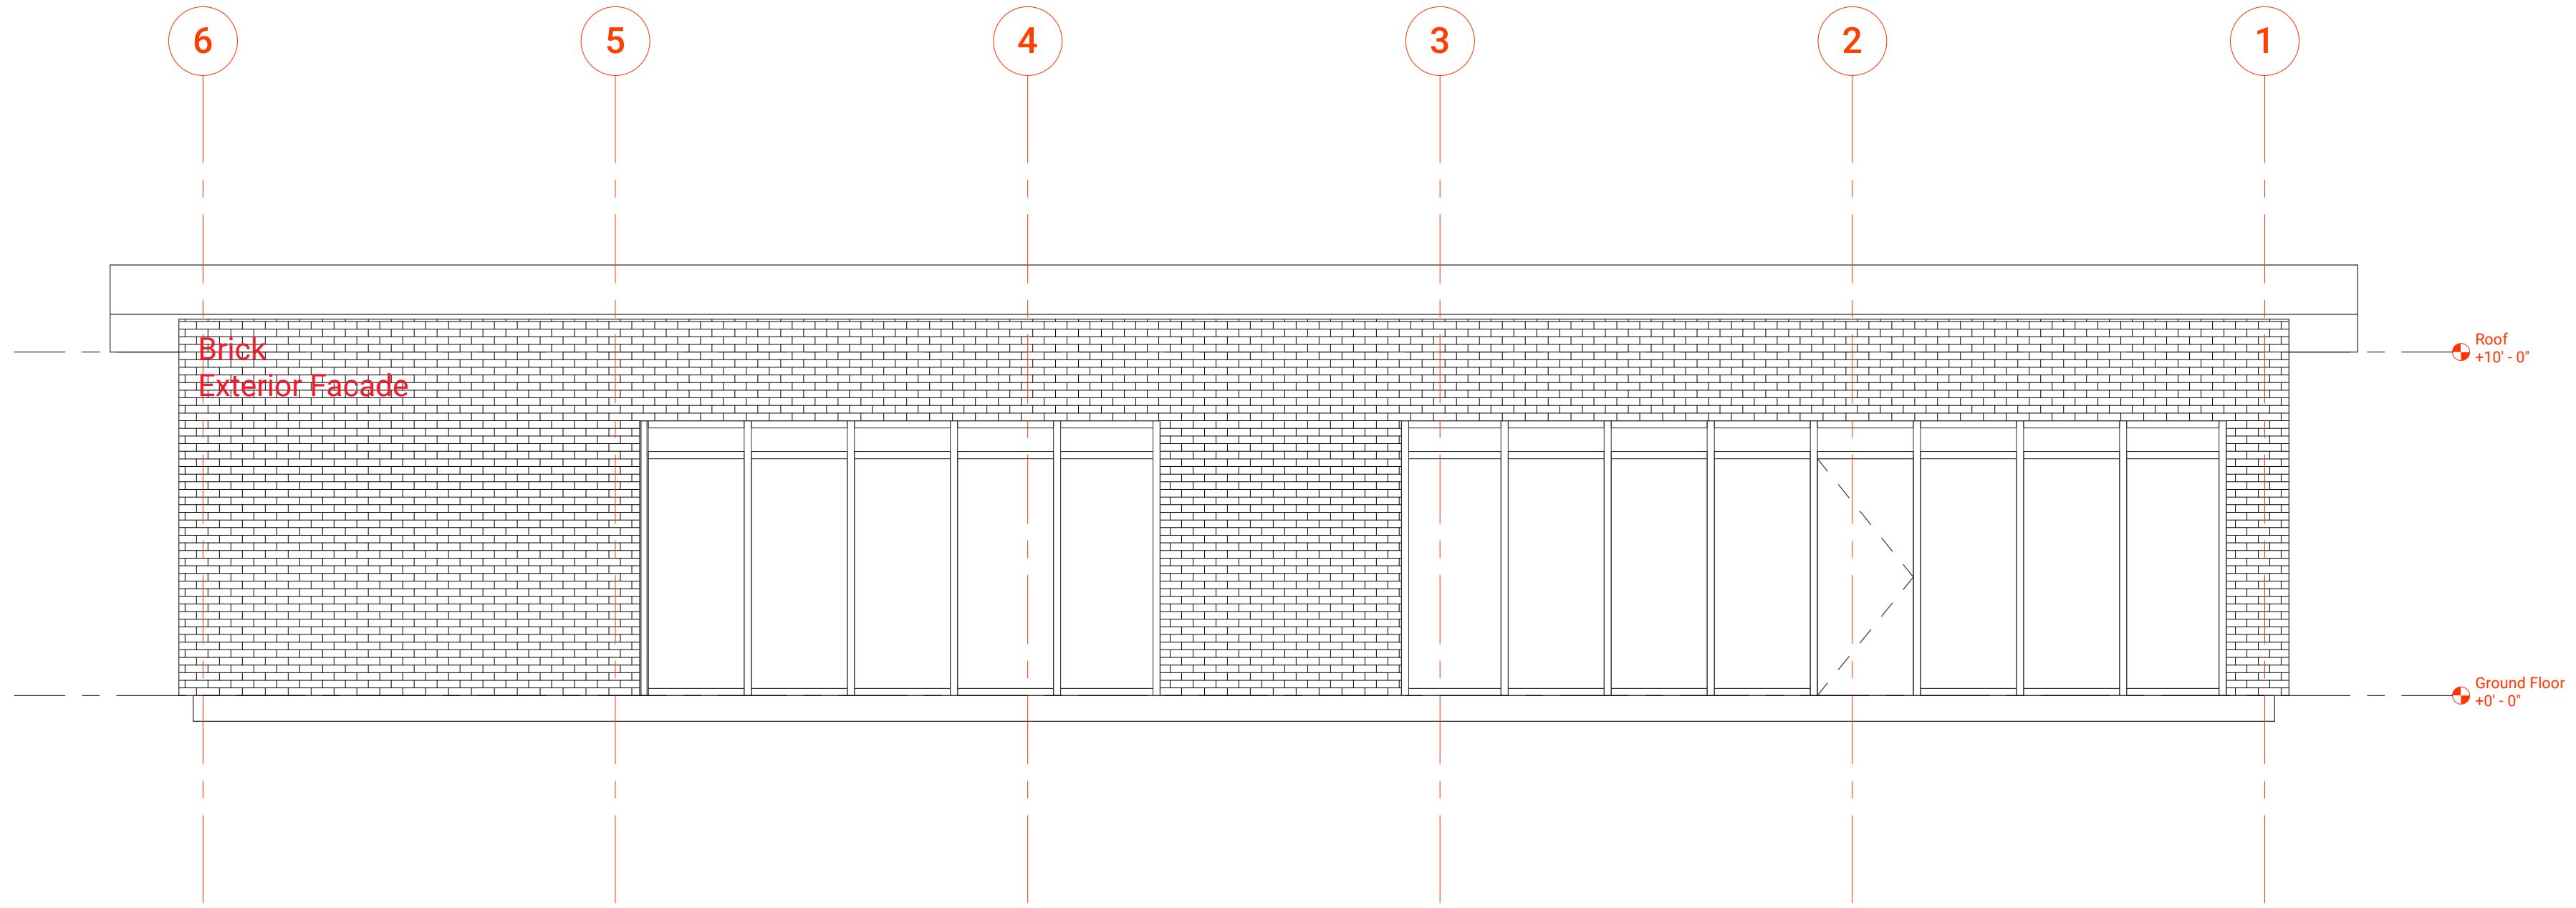 6
5
4
3
2
1
Roof
+10' - 0"
Brick
Exterior Facade
Ground Floor
+0' - 0"